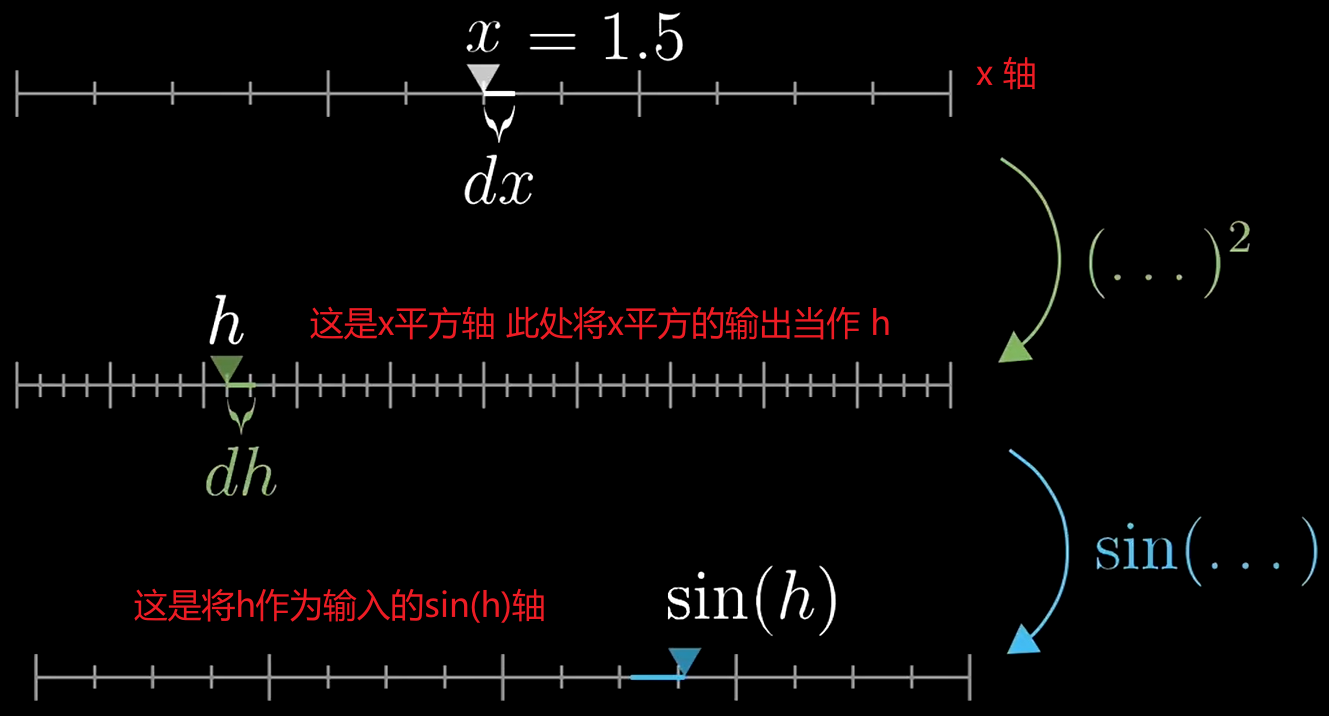 x = 1.5
x 轴
dx
(...)²
h
这是x平方轴 此处将x平方的输出当作 h
dh
sin(...)
sin(h)
这是将h作为输入的sin(h)轴